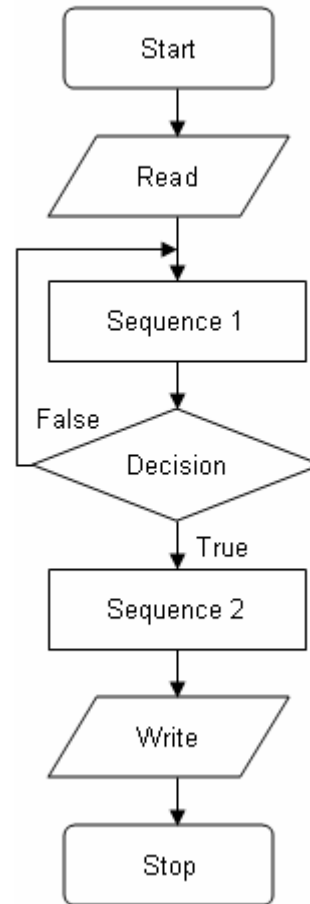 Start
Read
Sequence 1
False
Decision
True
Sequence 2
Write
Stop